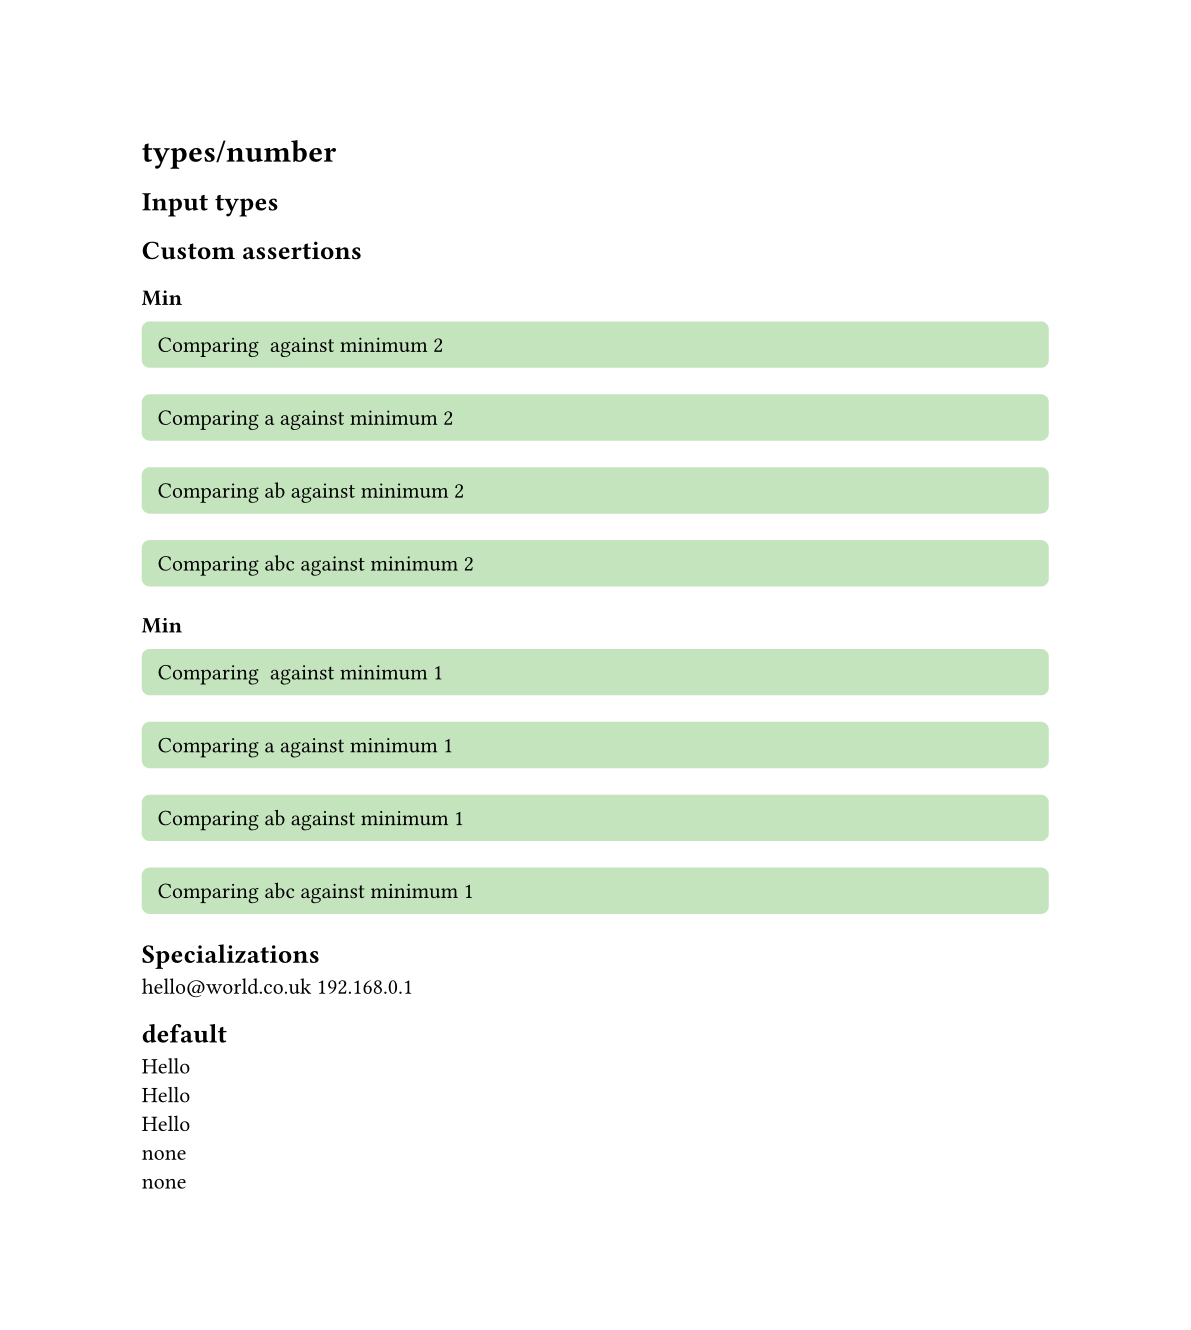 types/number
Input types
Custom assertions
Min
Comparing  against minimum 2
Comparing a against minimum 2
Comparing ab against minimum 2
Comparing abc against minimum 2
Min
Comparing  against minimum 1
Comparing a against minimum 1
Comparing ab against minimum 1
Comparing abc against minimum 1
Specializations
hello@world.co.uk 192.168.0.1
default
Hello
Hello
Hello
none
none